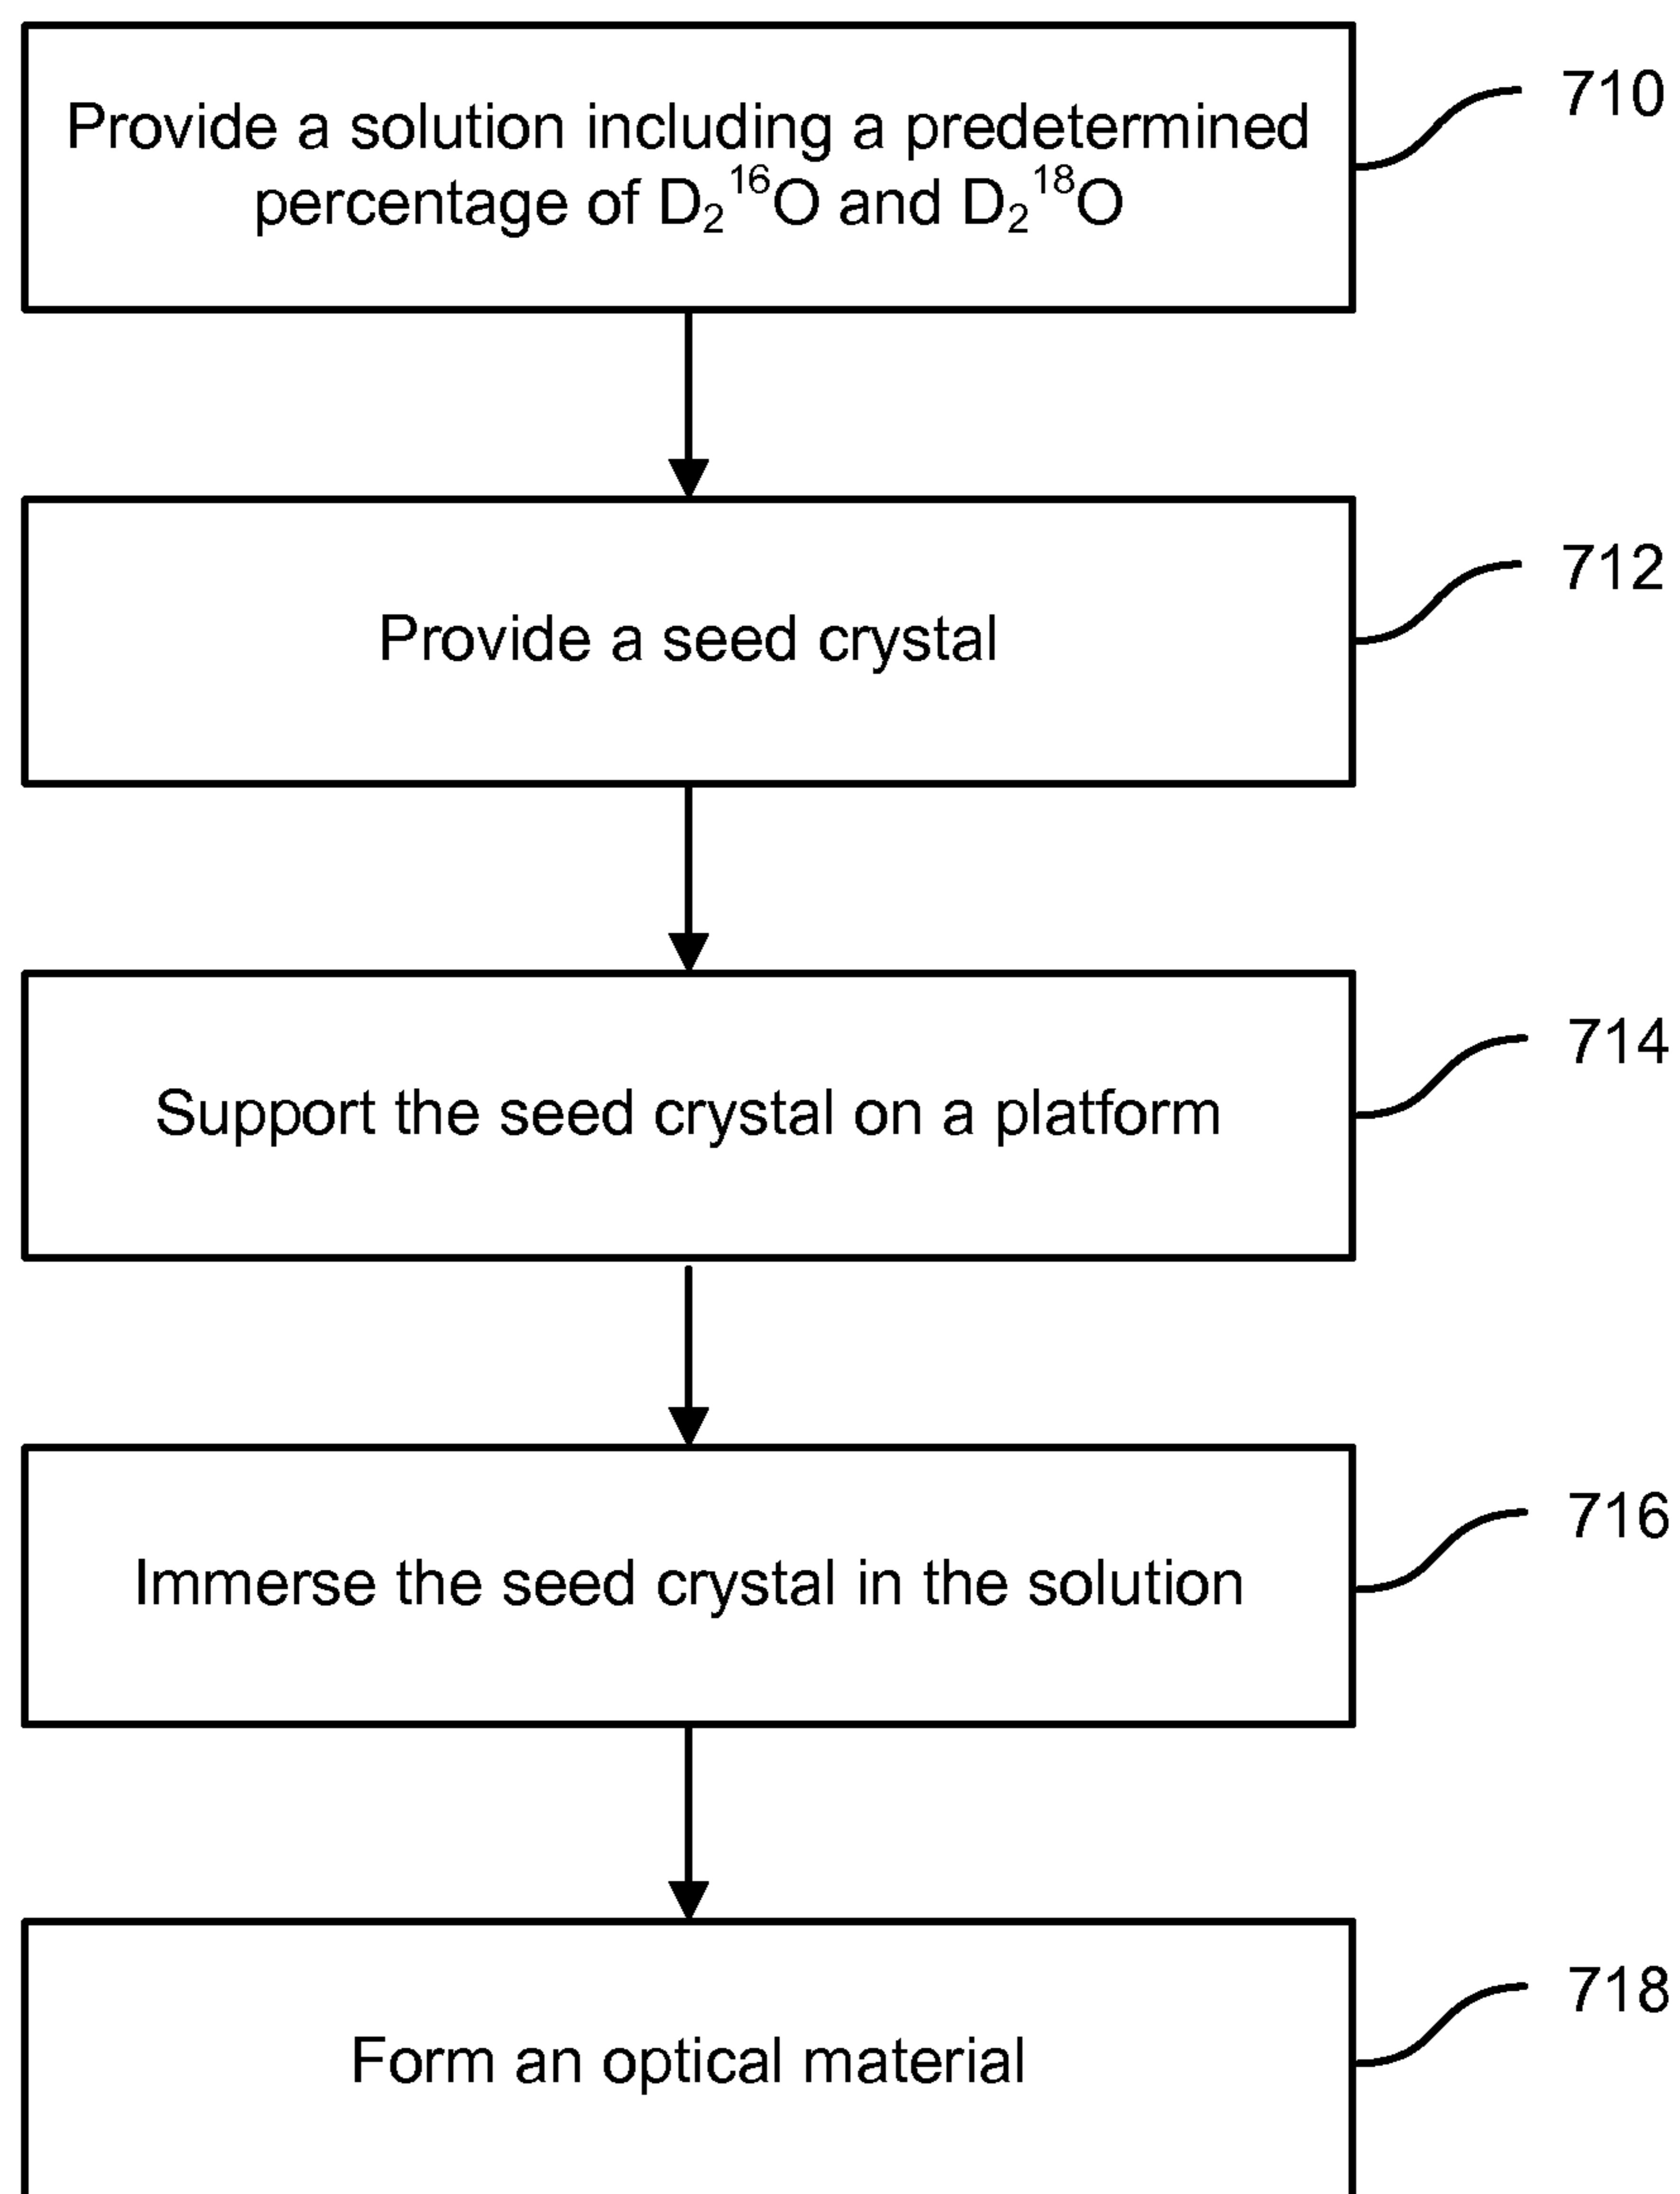 Provide a solution including a predetermined
percentage of D₂¹⁶O and D₂¹⁸O
710
Provide a seed crystal
712
Support the seed crystal on a platform
714
Immerse the seed crystal in the solution
716
Form an optical material
718